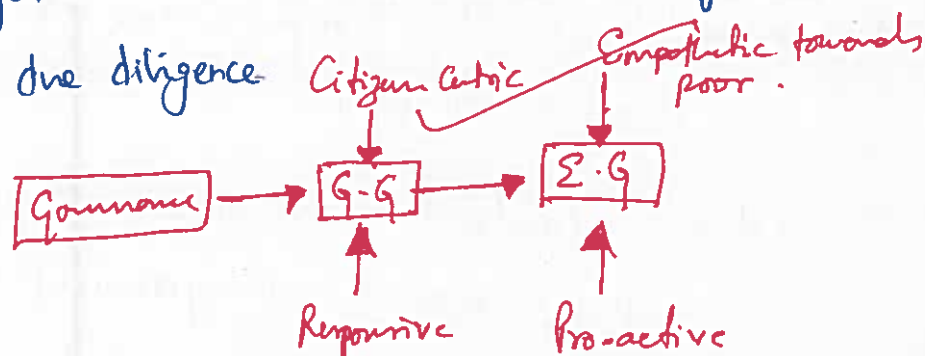 due diligence
Citizen Centric
Empathetic towards
poor.
Governance
G-G
E.G
Responsive
Pro-active